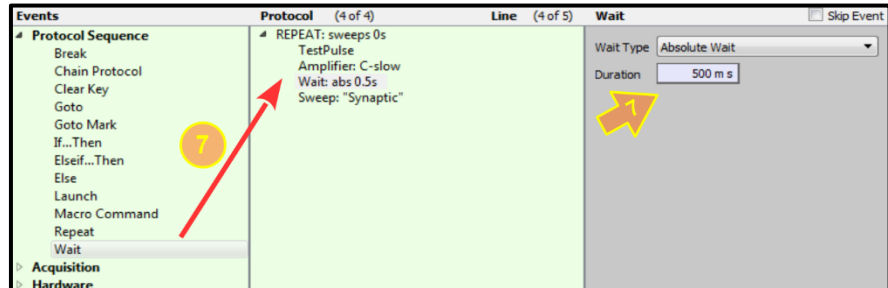 Events
Protocol Sequence
Break
Chain Protocol
Clear Key
Goto
Goto Mark
If...Then
Elseif...Then
Else
Launch
Macro Command
Repeat
Wait
Acquisition
Hardware
7
Protocol (4 of 4) Line (4 of 5)
REPEAT: sweeps 0s
TestPulse
Amplifier: C-slow
Wait: abs 0.5s
Sweep: "Synaptic"
Wait Skip Event
Wait Type Absolute Wait
Duration 500 m s
7